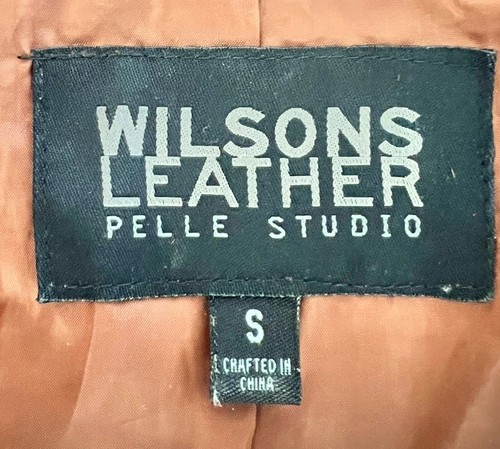 WILSONS
LEATHER
PELLE STUDIO
S
CRAFTED IN
CHINA